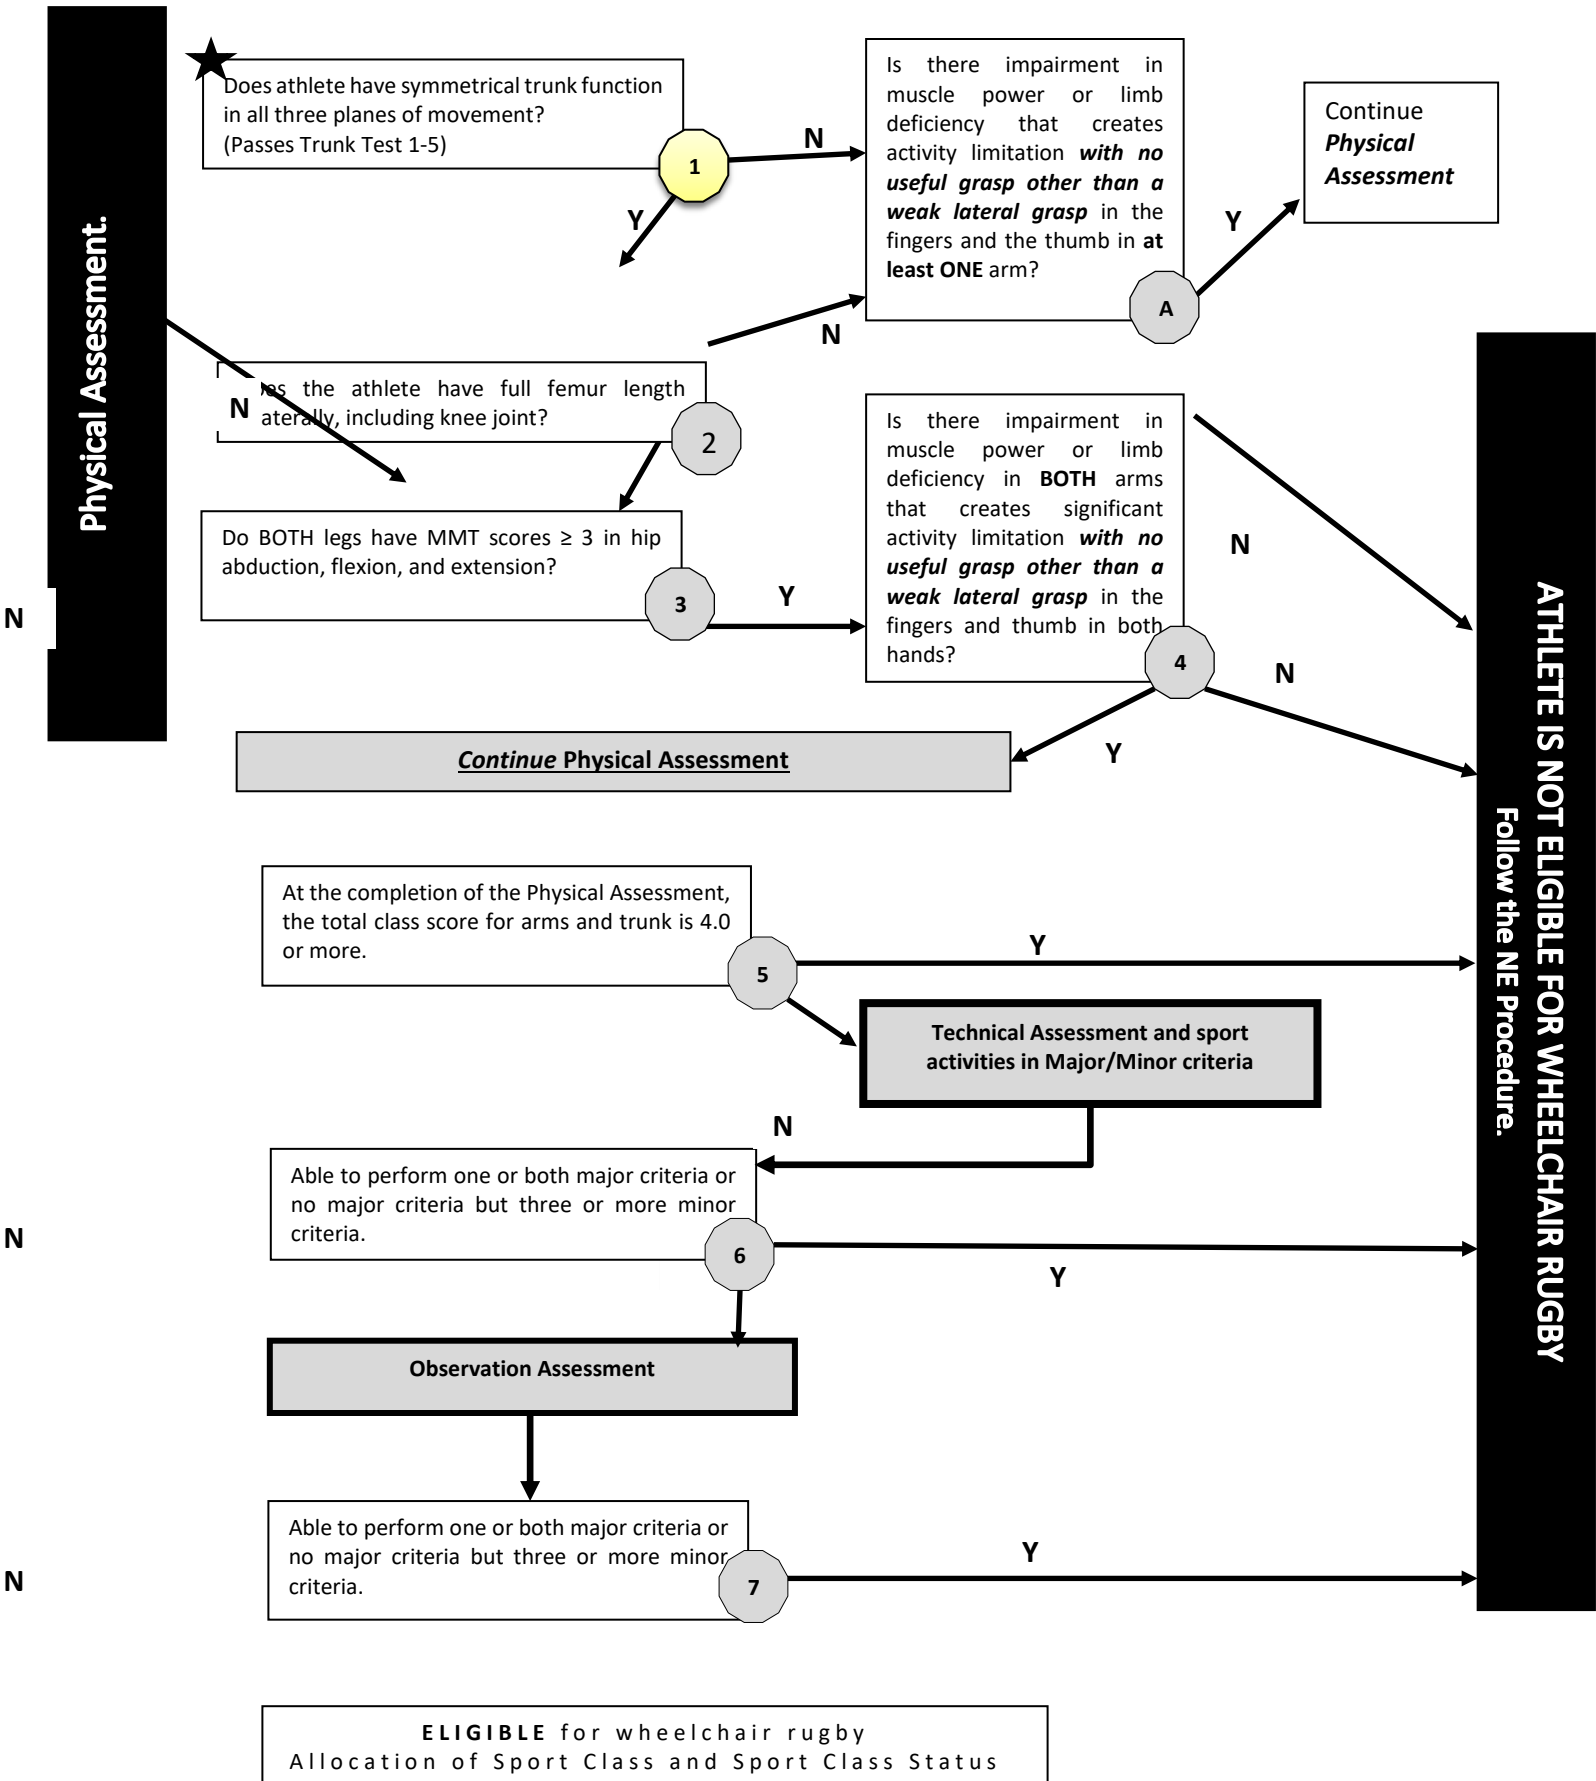 Physical Assessment.
Does athlete have symmetrical trunk function
in all three planes of movement?
(Passes Trunk Test 1-5)
1
N
Y
Is there impairment in
muscle power or limb
deficiency that creates
activity limitation with no
useful grasp other than a
weak lateral grasp in the
fingers and the thumb in at
least ONE arm?
A
Y
Continue
Physical
Assessment
N
N
es the athlete have full femur length
aterally, including knee joint?
2
Do BOTH legs have MMT scores ≥ 3 in hip
abduction, flexion, and extension?
3
Y
N
Is there impairment in
muscle power or limb
deficiency in BOTH arms
that creates significant
activity limitation with no
useful grasp other than a
weak lateral grasp in the
fingers and thumb in both
hands?
4
N
N
Y
Continue Physical Assessment
ATHLETE IS NOT ELIGIBLE FOR WHEELCHAIR RUGBY
Follow the NE Procedure.
At the completion of the Physical Assessment,
the total class score for arms and trunk is 4.0
or more.
5
Y
Technical Assessment and sport
activities in Major/Minor criteria
N
Able to perform one or both major criteria or
no major criteria but three or more minor
criteria.
6
N
Y
Observation Assessment
Able to perform one or both major criteria or
no major criteria but three or more minor
criteria.
7
Y
N
ELIGIBLE for wheelchair rugby
Allocation of Sport Class and Sport Class Status